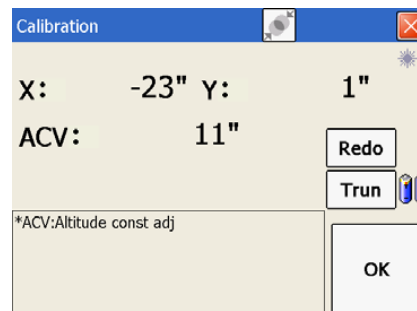 Calibration
X: -23" Y: 1"
ACV: 11"
Redo
Trun
*ACV:Altitude const adj
OK